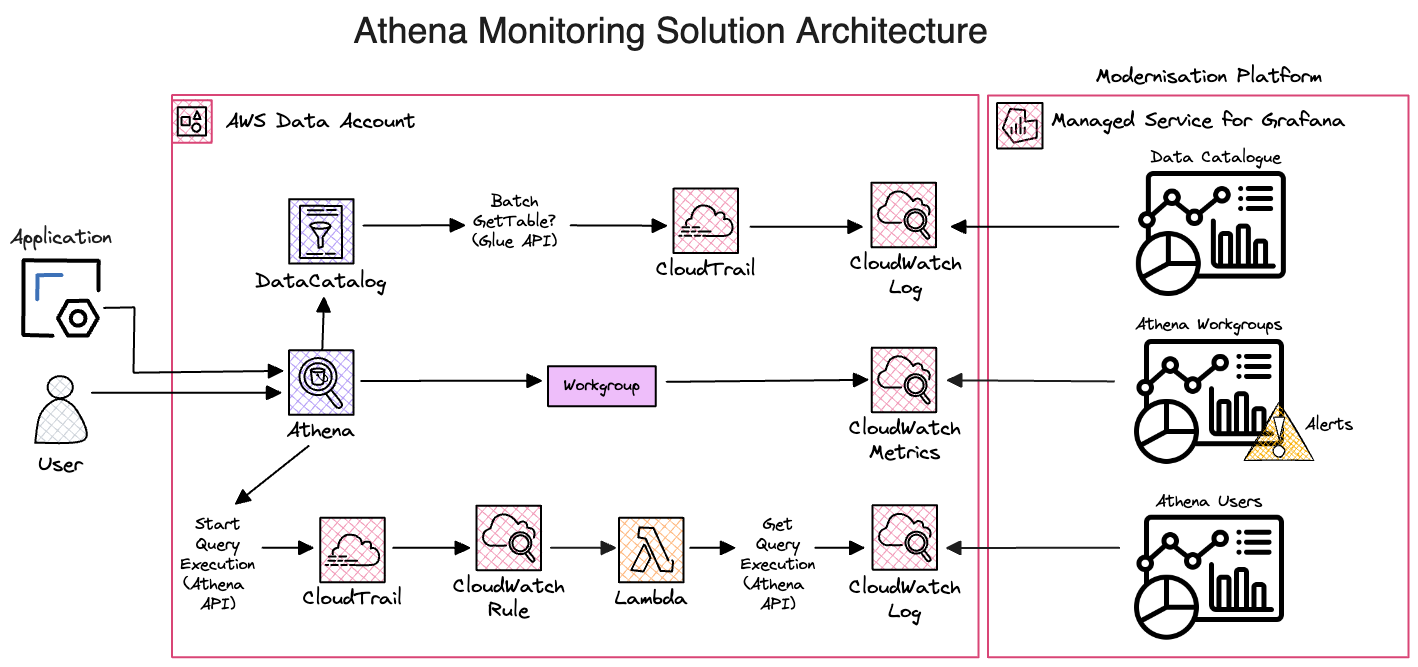 Athena Monitoring Solution Architecture
Modernisation Platform
AWS Data Account
Managed Service for Grafana
Data Catalogue
Batch
GetTable?
(Glue API)
Application
DataCatalog
CloudTrail
CloudWatch
Log
Athena Workgroups
Workgroup
Athena
CloudWatch
Metrics
Alerts
User
Athena Users
Start
Query
Execution
(Athena
API)
CloudTrail
CloudWatch
Rule
Lambda
Get
Query
Execution
(Athena
API)
CloudWatch
Log